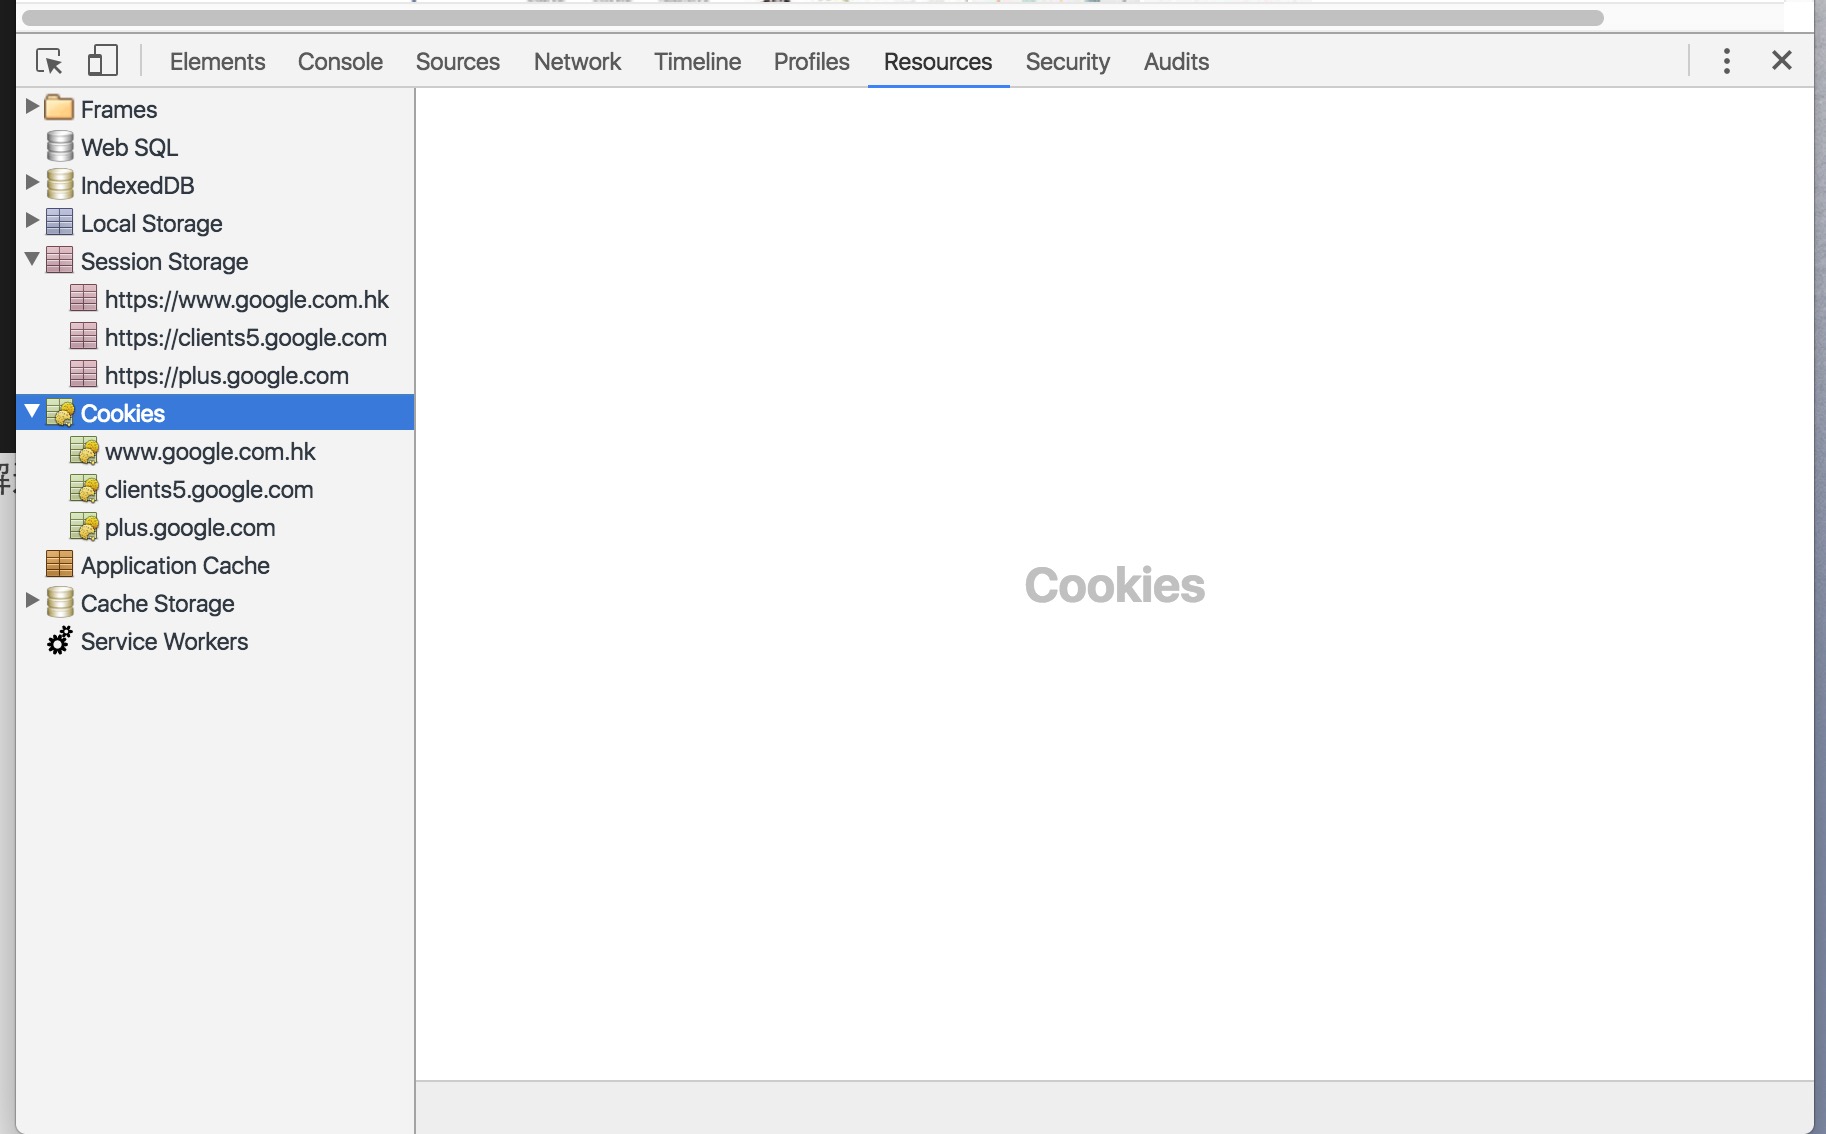 Elements Console Sources Network Timeline Profiles Resources Security Audits
Frames
Web SQL
IndexedDB
Local Storage
Session Storage
https://www.google.com.hk
https://clients5.google.com
https://plus.google.com
Cookies
www.google.com.hk
clients5.google.com
plus.google.com
Application Cache
Cache Storage
Service Workers
Cookies